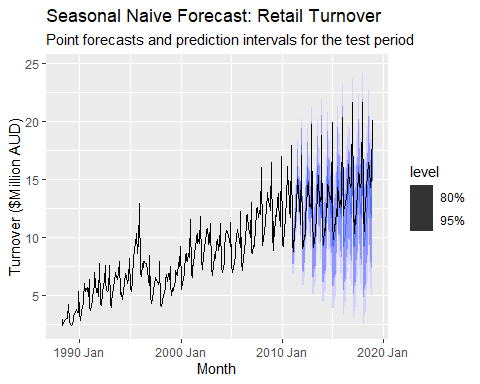 Seasonal Naive Forecast: Retail Turnover
Point forecasts and prediction intervals for the test period
Turnover ($Million AUD)
25
20
15
10
5
1990 Jan
2000 Jan
2010 Jan
2020 Jan
Month
level
80%
95%